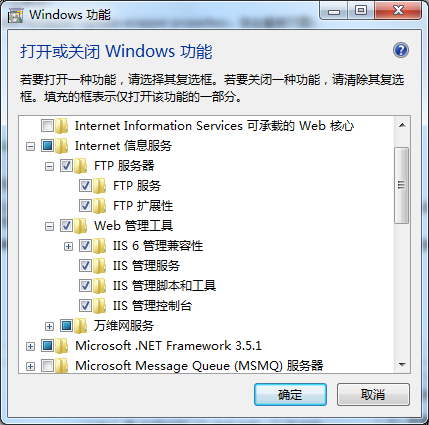 Windows 功能
打开或关闭 Windows 功能
若要打开一种功能，请选择其复选框。若要关闭一种功能，请清除其复选
框。填充的框表示仅打开该功能的一部分。
Internet Information Services 可承载的 Web 核心
Internet 信息服务
FTP 服务器
FTP 服务
FTP 扩展性
Web 管理工具
IIS 6 管理兼容性
IIS 管理服务
IIS 管理脚本和工具
IIS 管理控制台
万维网服务
Microsoft .NET Framework 3.5.1
Microsoft Message Queue (MSMQ) 服务器
确定
取消